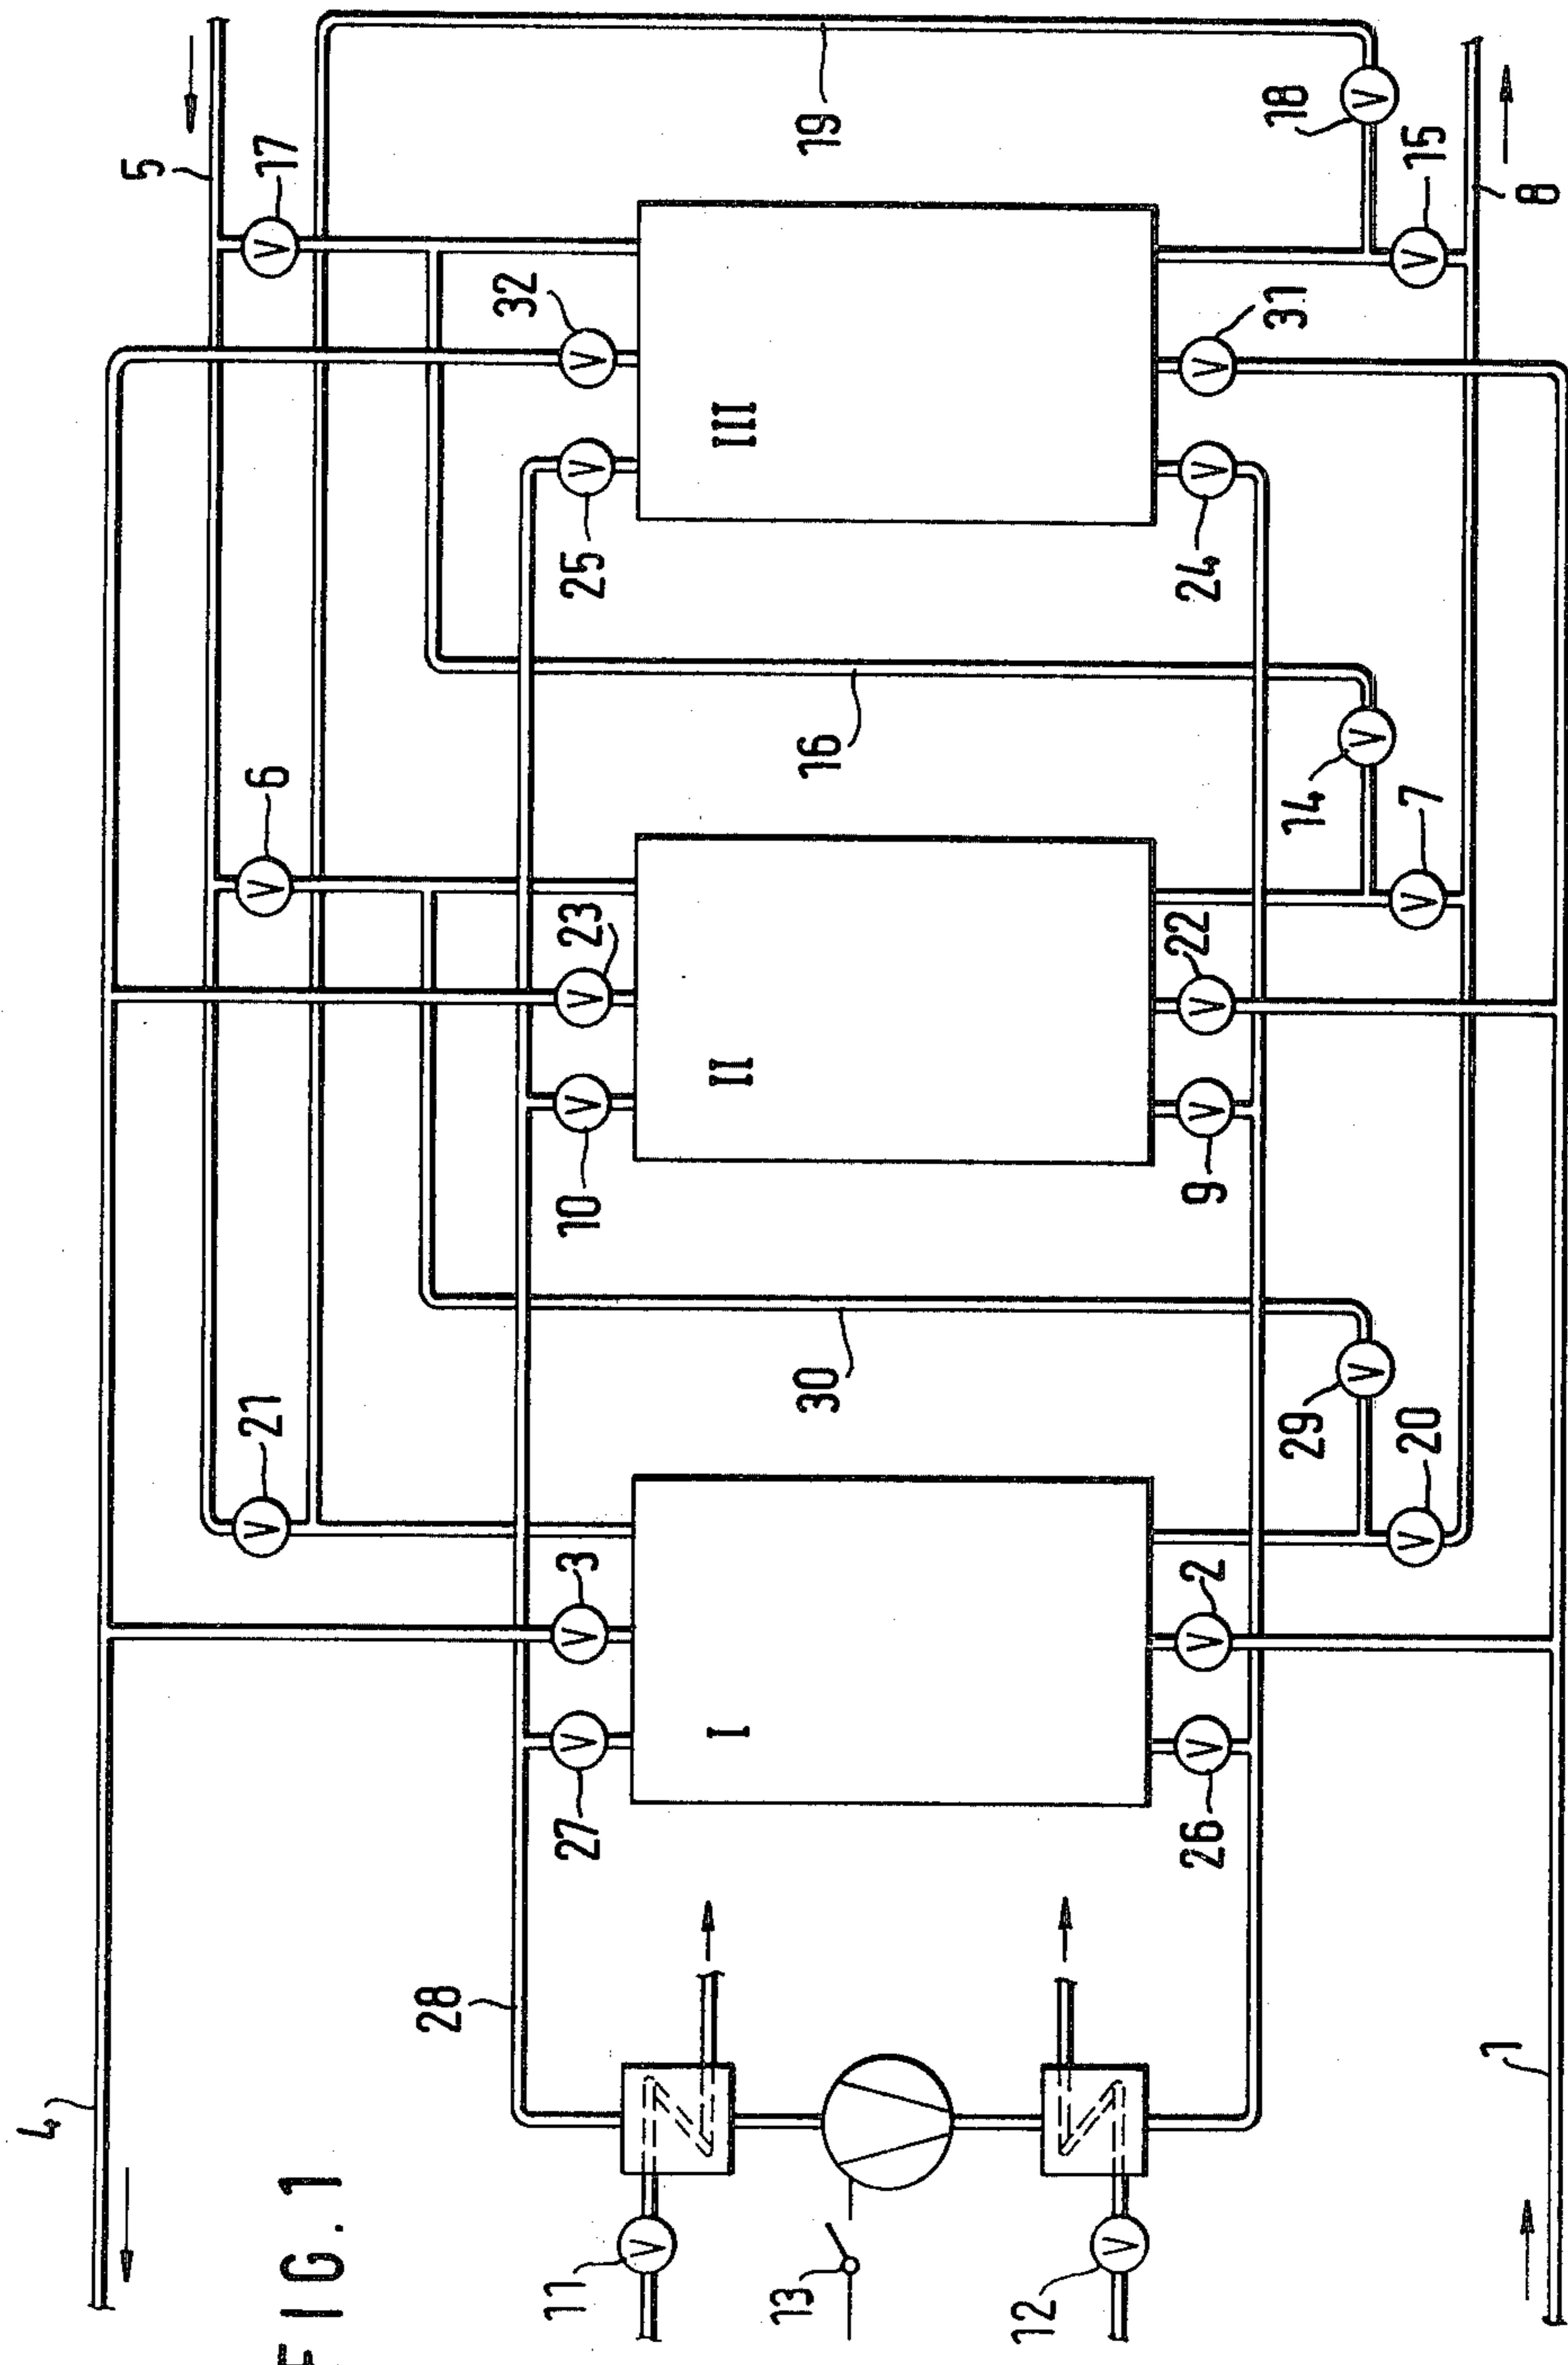 4
5
21 6 17
V V V
FIG. 1
28
32
11 27 3 10 23 25
V V V V V V
V
I II III
13 30 16 19
12
V
26 2 9 22 24
V V V V V V
29 14 31 18
V V V
20 7 15
V V V
1
8